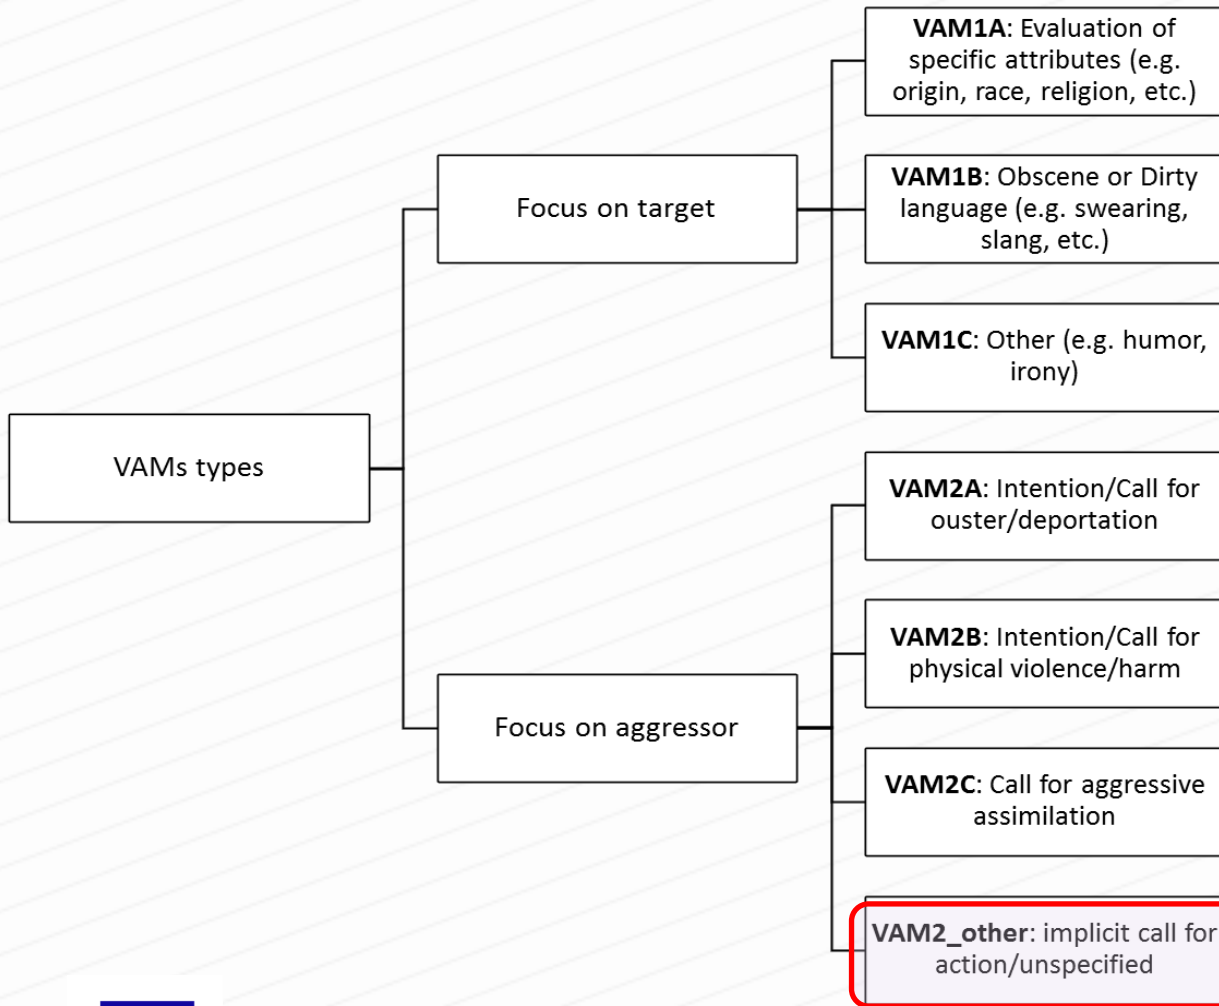 VAM1A: Evaluation of
specific attributes (e.g.
origin, race, religion, etc.)
Focus on target
VAM1B: Obscene or Dirty
language (e.g. swearing,
slang, etc.)
VAM1C: Other (e.g. humor,
irony)
VAMs types
VAM2A: Intention/Call for
ouster/deportation
VAM2B: Intention/Call for
physical violence/harm
Focus on aggressor
VAM2C: Call for aggressive
assimilation
VAM2_other: implicit call for
action/unspecified